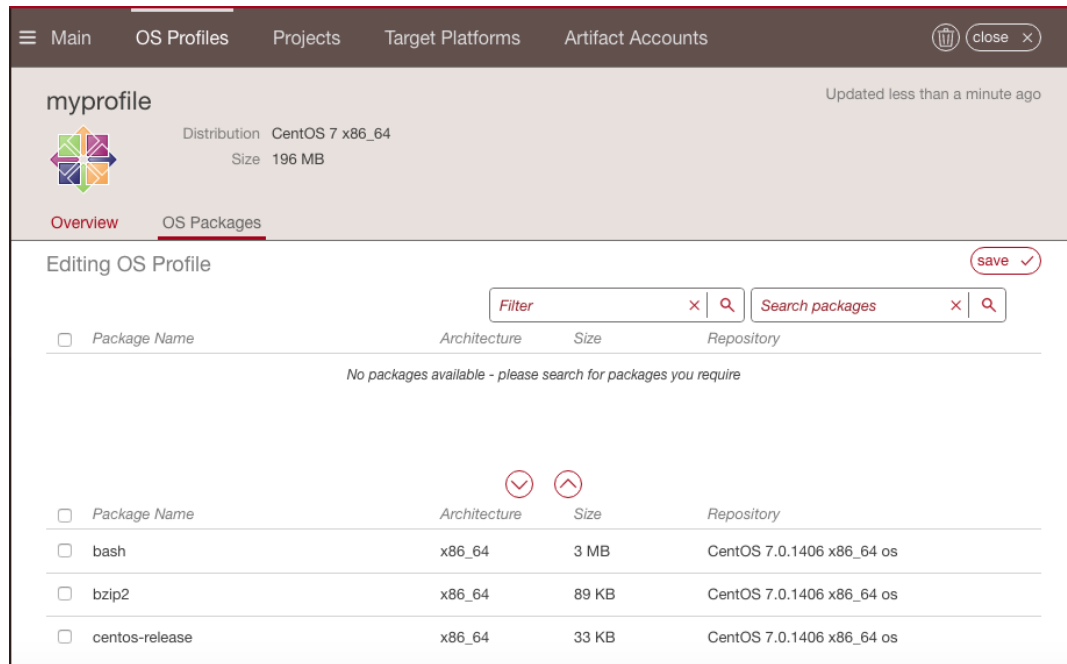 Main OS Profiles Projects Target Platforms Artifact Accounts close
myprofile
Updated less than a minute ago
Distribution CentOS 7 x86_64
Size 196 MB
Overview OS Packages
Editing OS Profile
save
Filter Search packages
Package Name Architecture Size Repository
No packages available - please search for packages you require
Package Name Architecture Size Repository
bash x86_64 3 MB CentOS 7.0.1406 x86_64 os
bzip2 x86_64 89 KB CentOS 7.0.1406 x86_64 os
centos-release x86_64 33 KB CentOS 7.0.1406 x86_64 os